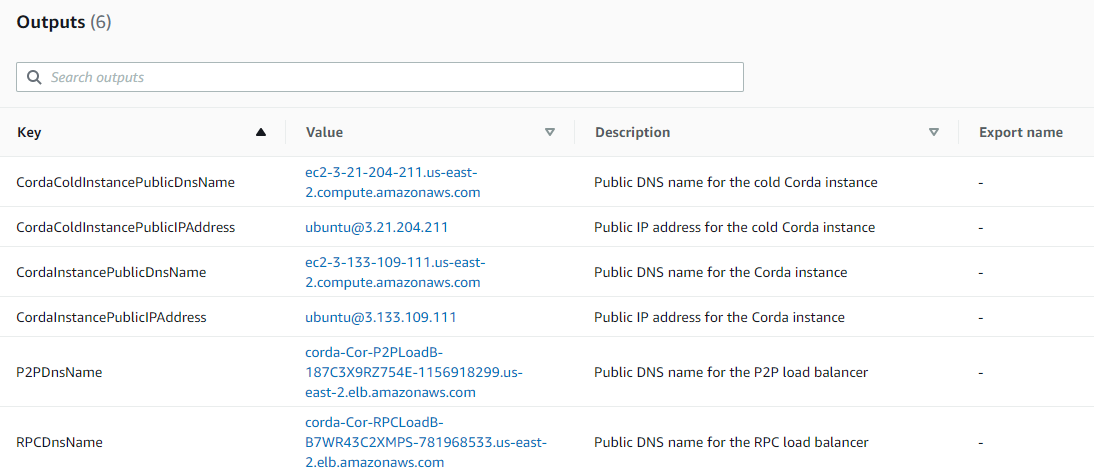 Outputs (6)
Search outputs
Key Value Description Export name
CordaColdInstancePublicDnsName ec2-3-21-204-211.us-east- Public DNS name for the cold Corda instance -
2.compute.amazonaws.com
CordaColdInstancePublicIPAddress ubuntu@3.21.204.211 Public IP address for the cold Corda instance -
CordaInstancePublicDnsName ec2-3-133-109-111.us-east- Public DNS name for the Corda instance -
2.compute.amazonaws.com
CordaInstancePublicIPAddress ubuntu@3.133.109.111 Public IP address for the Corda instance -
corda-Cor-P2PLoadB-
P2PDnsName 187C3X9RZ754E-1156918299.us- Public DNS name for the P2P load balancer -
east-2.elb.amazonaws.com
corda-Cor-RPCLoadB-
RPCDnsName B7WR43C2XMPS-781968533.us-east- Public DNS name for the RPC load balancer -
2.elb.amazonaws.com